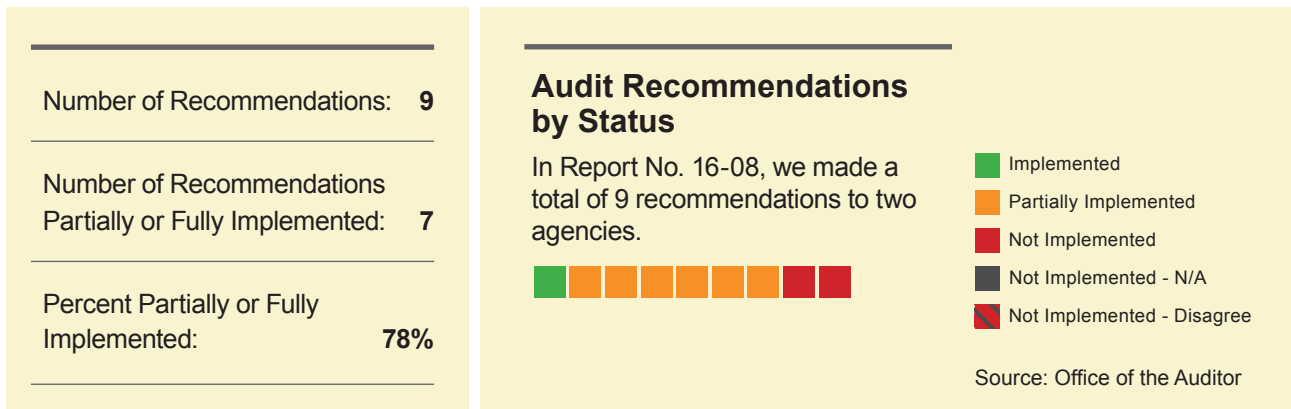 Number of Recommendations: 9
Number of Recommendations
Partially or Fully Implemented: 7
Percent Partially or Fully
Implemented: 78%
Audit Recommendations
by Status
In Report No. 16-08, we made a
total of 9 recommendations to two
agencies.
Implemented
Partially Implemented
Not Implemented
Not Implemented - N/A
Not Implemented - Disagree
Source: Office of the Auditor